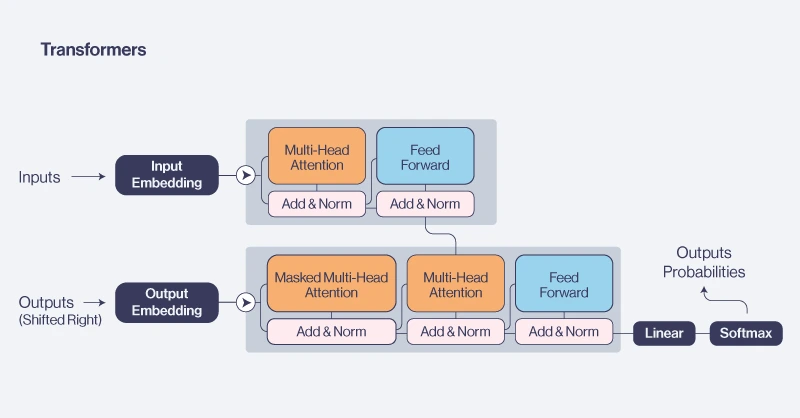 Transformers
Inputs
Input
Embedding
Multi-Head
Attention
Feed
Forward
Add & Norm
Add & Norm
Outputs
(Shifted Right)
Output
Embedding
Masked Multi-Head
Attention
Multi-Head
Attention
Feed
Forward
Add & Norm
Add & Norm
Add & Norm
Linear
Softmax
Outputs
Probabilities